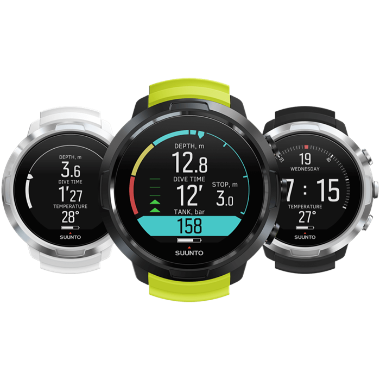 DEPTH, m
3.6
DIVE TIME
1'27
TEMPERATURE
28°
SUUNTO
DEPTH, m
12.8
DIVE TIME
12'
STOP, m
3.0
TANK, bar
158
SUUNTO
19
WEDNESDAY
7:15
TEMPERATURE
27°
SUUNTO